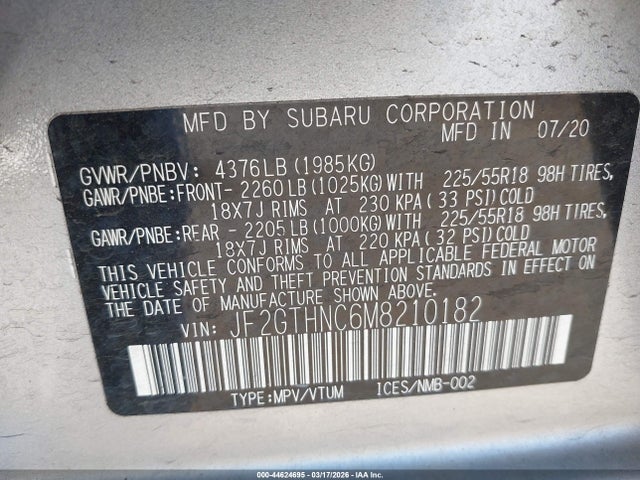 MFD BY SUBARU CORPORATION
MFD IN 07/20
GVWR/PNBV: 4376LB(1985KG)
GAWR/PNBE:FRONT- 2260LB(1025KG)WITH 225/55R18 98H TIRES,
18X7J RIMS AT 230 KPA (33 PSI)COLD
GAWR/PNBE:REAR - 2205LB(1000KG)WITH 225/55R18 98H TIRES,
18X7J RIMS AT 220 KPA(32 PSI)COLD
THIS VEHICLE CONFORMS TO ALL APPLICABLE FEDERAL MOTOR
VEHICLE SAFETY AND THEFT PREVENTION STANDARDS IN EFFECT ON
THE DATE OF MANUFACTURE SHOWN ABOVE.
VIN: JF2GTHNC6M8210182
TYPE:MPV/VTUM ICES/NMB-002
000-44624695 | 03/17/2026 | IAA Inc.